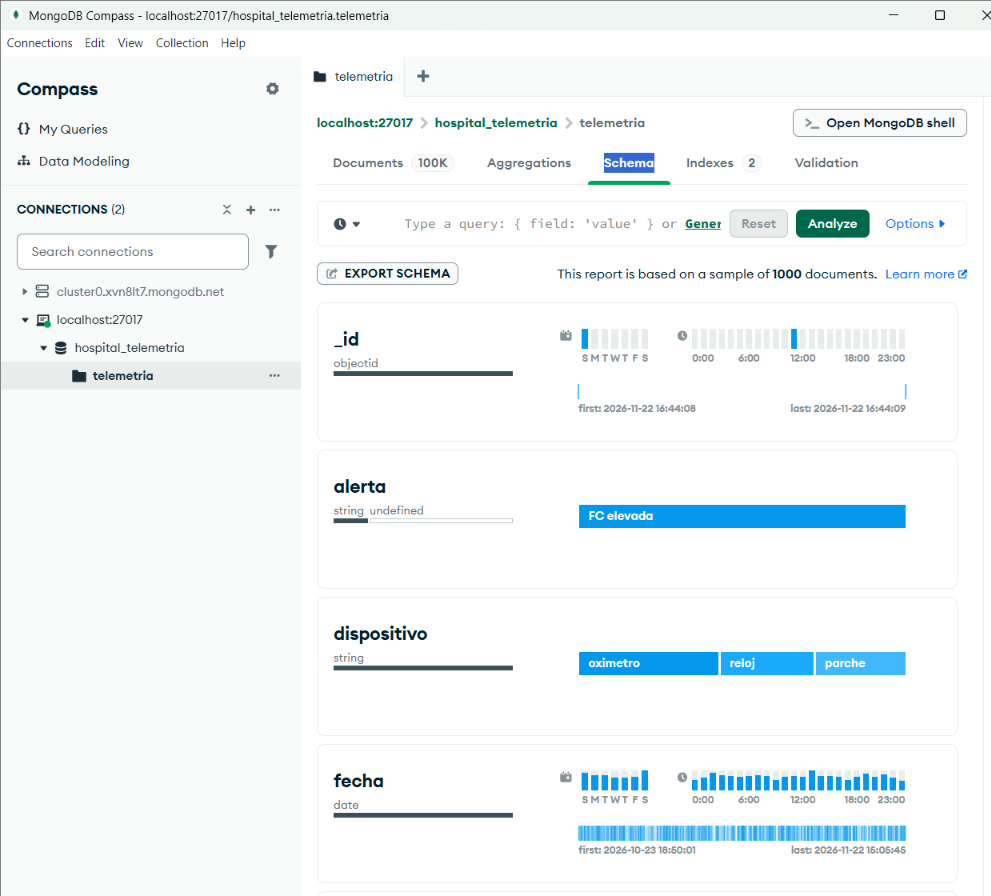 MongoDB Compass - localhost:27017/hospital_telemetria.telemetria
Connections Edit View Collection Help
Compass
{} My Queries
Data Modeling
CONNECTIONS (2)
Search connections
cluster0.xvn8lt7.mongodb.net
localhost:27017
hospital_telemetria
telemetria
telemetria
localhost:27017 > hospital_telemetria > telemetria
>_ Open MongoDB shell
Documents 100K Aggregations Schema Indexes 2 Validation
Type a query: { field: 'value' } or Gener
Reset Analyze Options
EXPORT SCHEMA
This report is based on a sample of 1000 documents. Learn more
_id
objectid
S M T W T F S
0:00 6:00 12:00 18:00 23:00
first: 2026-11-22 16:44:08 last: 2026-11-22 16:44:09
alerta
string undefined
FC elevada
dispositivo
string
oximetro reloj parche
fecha
date
S M T W T F S
0:00 6:00 12:00 18:00 23:00
first: 2026-10-23 18:50:01 last: 2026-11-22 15:05:45